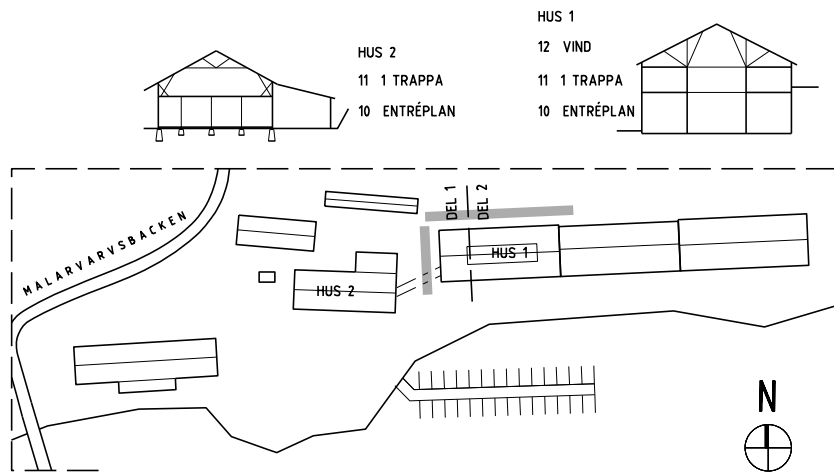 HUS 2
11 1 TRAPPA
10 ENTRÉPLAN
HUS 1
12 VIND
11 1 TRAPPA
10 ENTRÉPLAN
MALARVARVSBACKEN
DEL 1
DEL 2
HUS 1
HUS 2
N